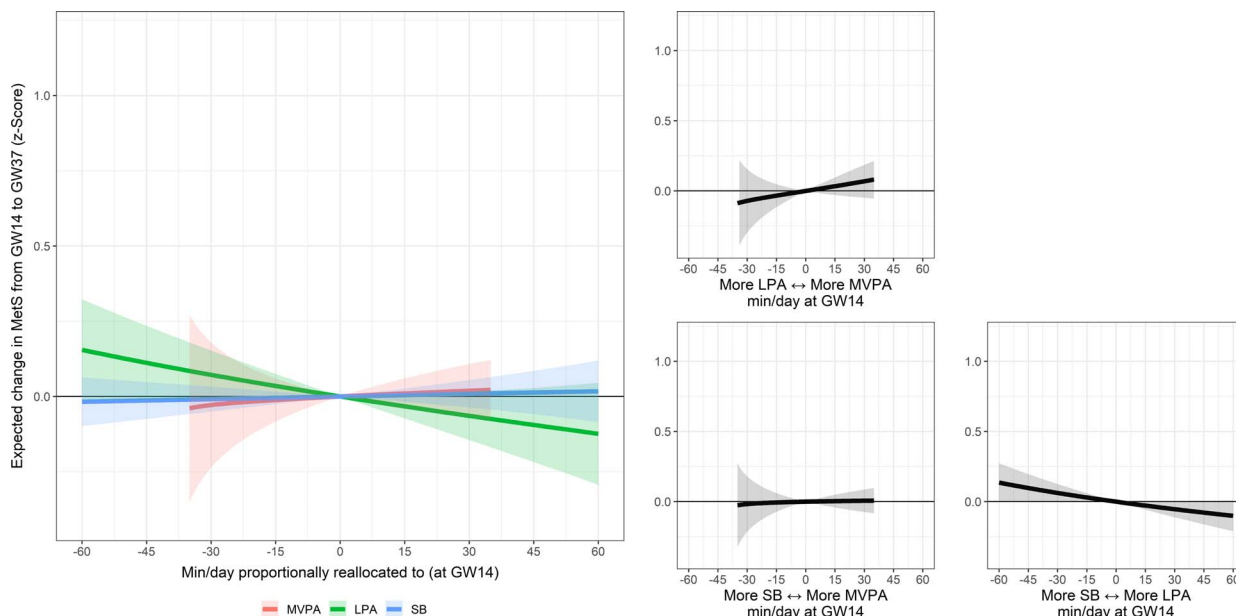 Expected change in MetS from GW14 to GW37 (z-Score)
1.0
0.5
0.0
-60 -45 -30 -15 0 15 30 45 60
Min/day proportionally reallocated to (at GW14)
MVPA LPA SB
1.0
0.5
0.0
-60 -45 -30 -15 0 15 30 45 60
More LPA ↔ More MVPA
min/day at GW14
1.0
0.5
0.0
-60 -45 -30 -15 0 15 30 45 60
More SB ↔ More MVPA
min/day at GW14
1.0
0.5
0.0
-60 -45 -30 -15 0 15 30 45 60
More SB ↔ More LPA
min/day at GW14